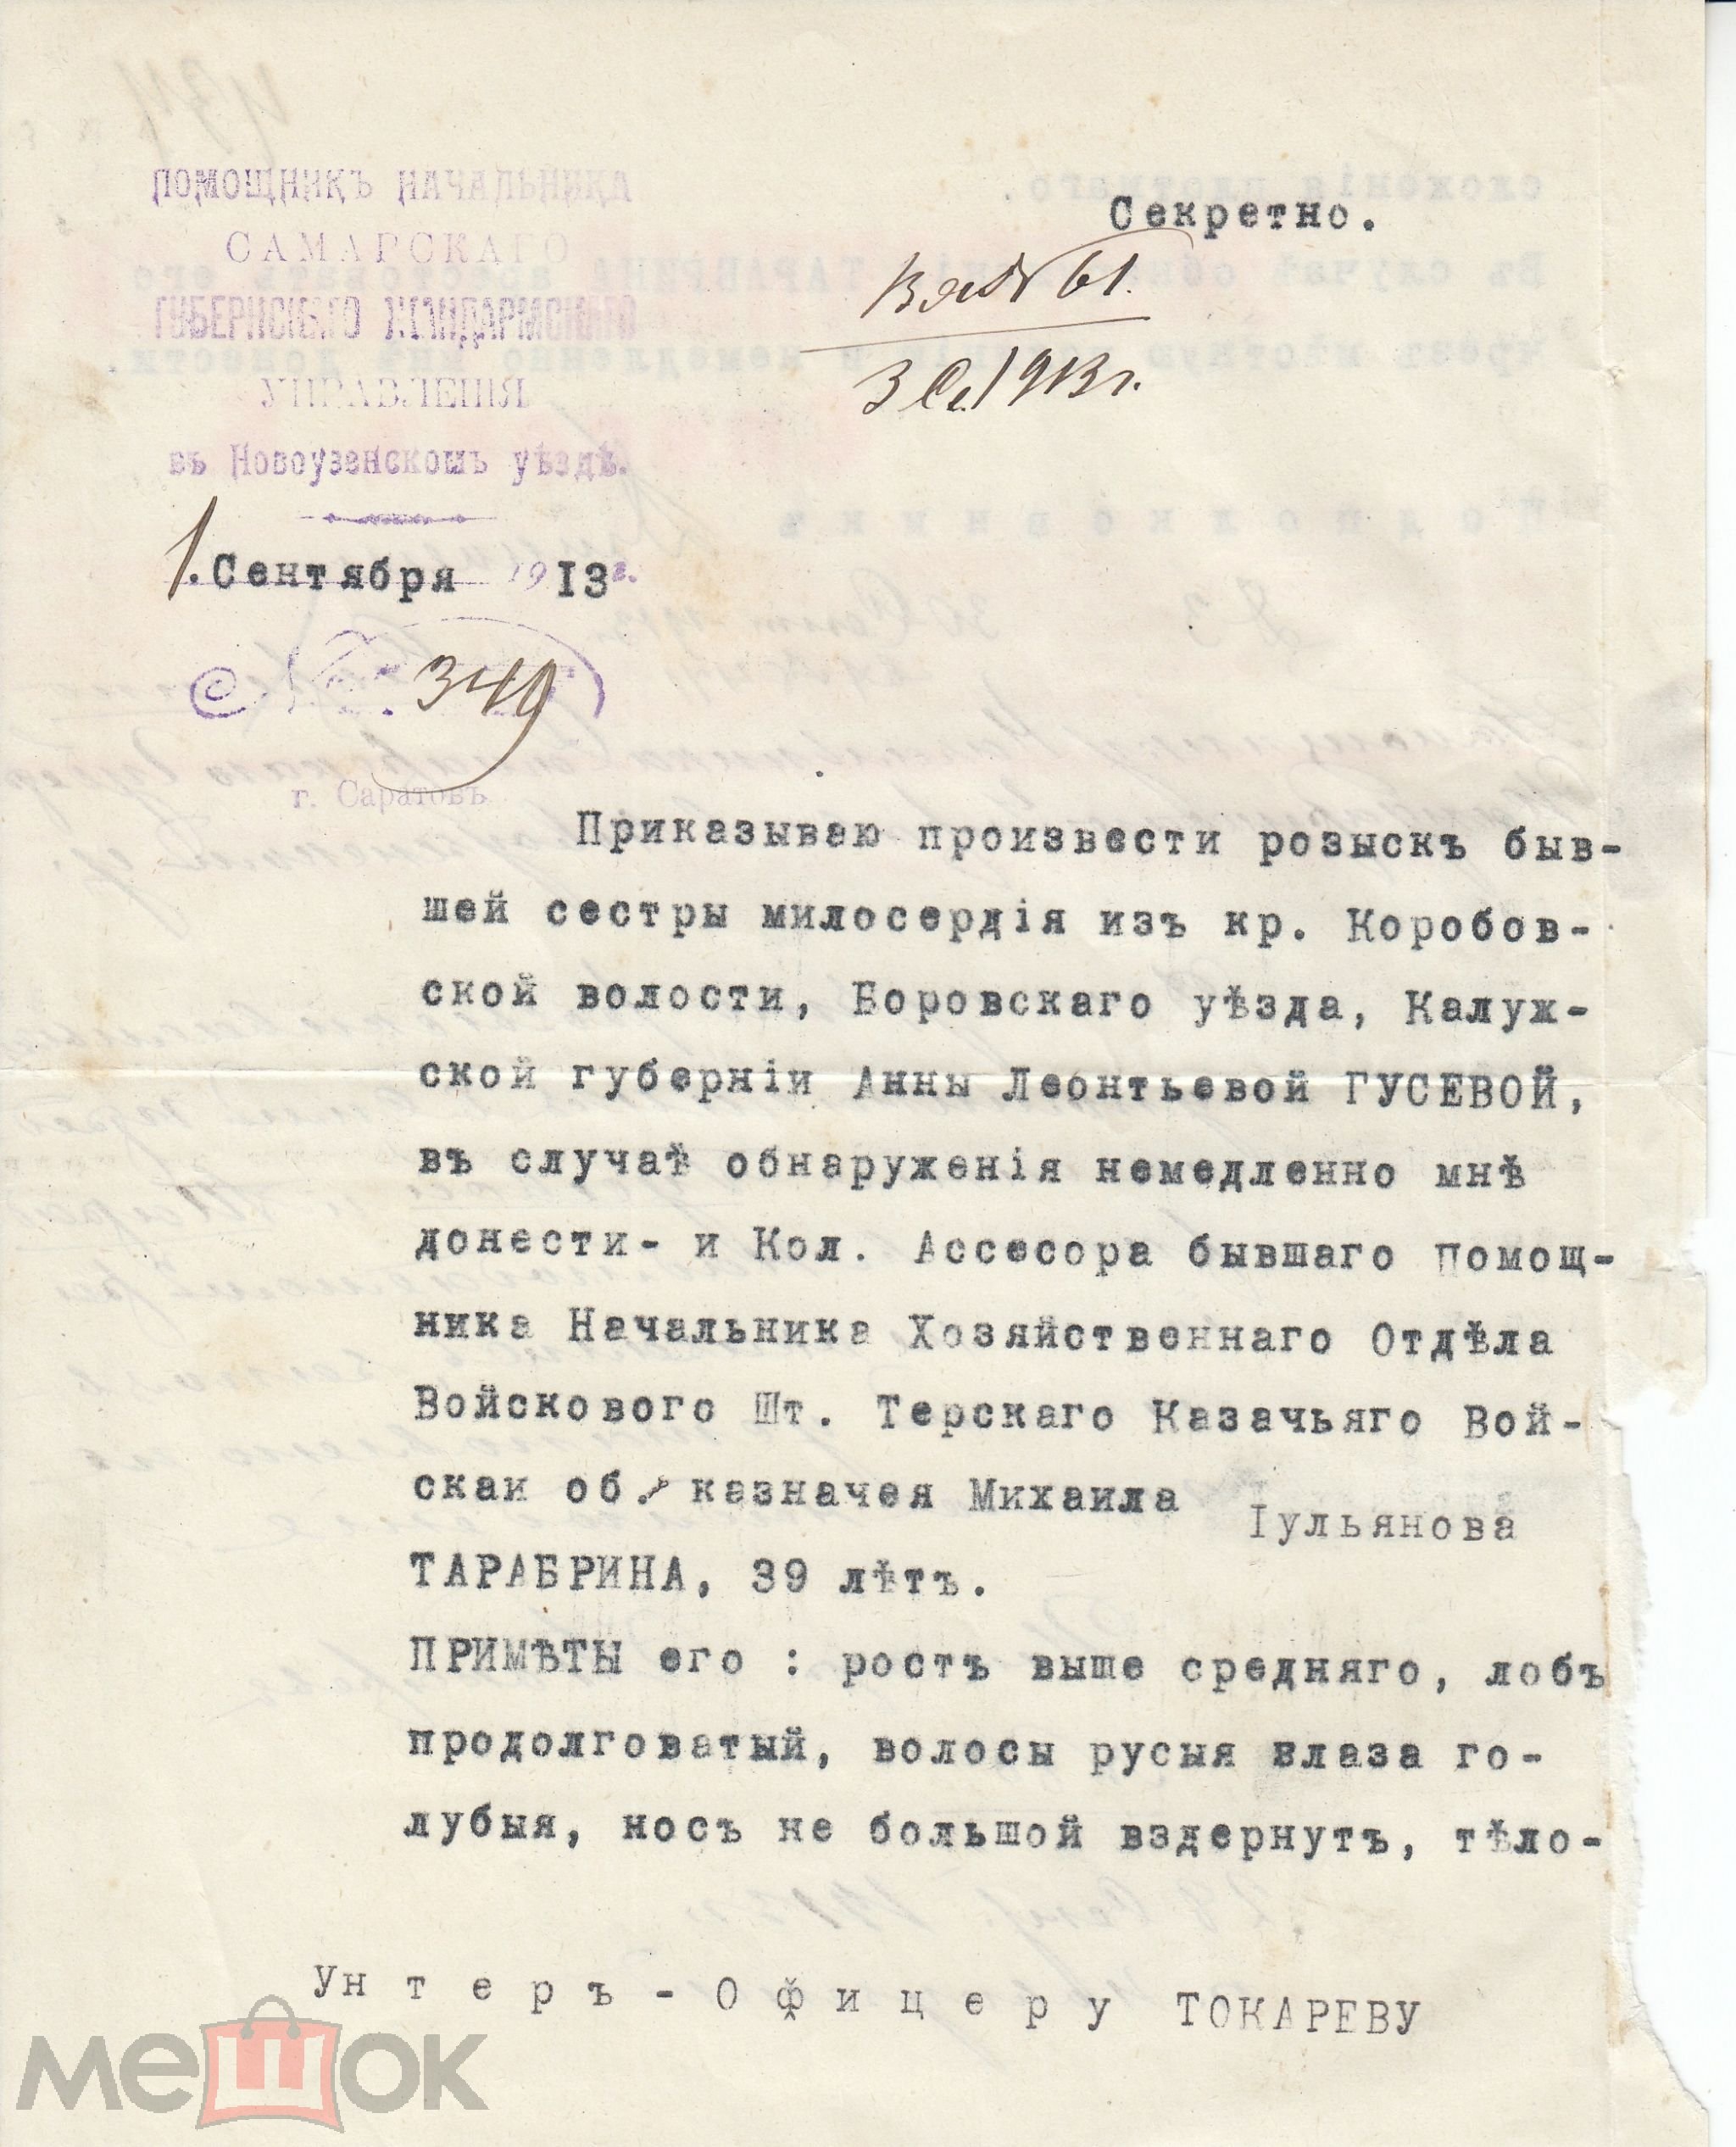 ПОМОЩНИКЪ НАЧАЛЬНИКА
САМАРСКАГО
ГУБЕРНСКАГО ЖАНДАРМСКАГО
УПРАВЛЕНІЯ
въ Новоузенскомъ уѣздѣ.
1. Сентября 1913 г.
№ 349
г. Саратовъ
Секретно.
61.
3 Се. 1913 г.
Приказываю произвести розыскъ быв-
шей сестры милосердія изъ кр. Коробов-
ской волости, Боровскаго уѣзда, Калуж-
ской губерніи Анны Леонтьевой ГУСЕВОЙ,
въ случаѣ обнаруженія немедленно мнѣ
донести- и Кол. Ассесора бывшаго помощ-
ника Начальника Хозяйственнаго Отдѣла
Войскового Шт. Терскаго Казачьяго Вой-
скаи об. казначея Михаила Іульянова
ТАРАБРИНА, 39 лѣтъ.
ПРИМѢТЫ его : ростъ выше средняго, лобъ
продолговатый, волосы русыя влаза го-
лубыя, носъ не большой вздернутъ, тѣло-
Унтеръ-Офицеру ТОКАРЕВУ
мешок